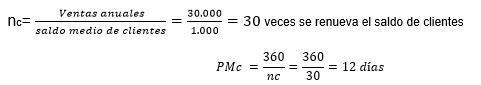 nc= Ventas anuales / saldo medio de clientes = 30.000 / 1.000 = 30 veces se renueva el saldo de clientes
PMc = 360 / nc = 360 / 30 = 12 días